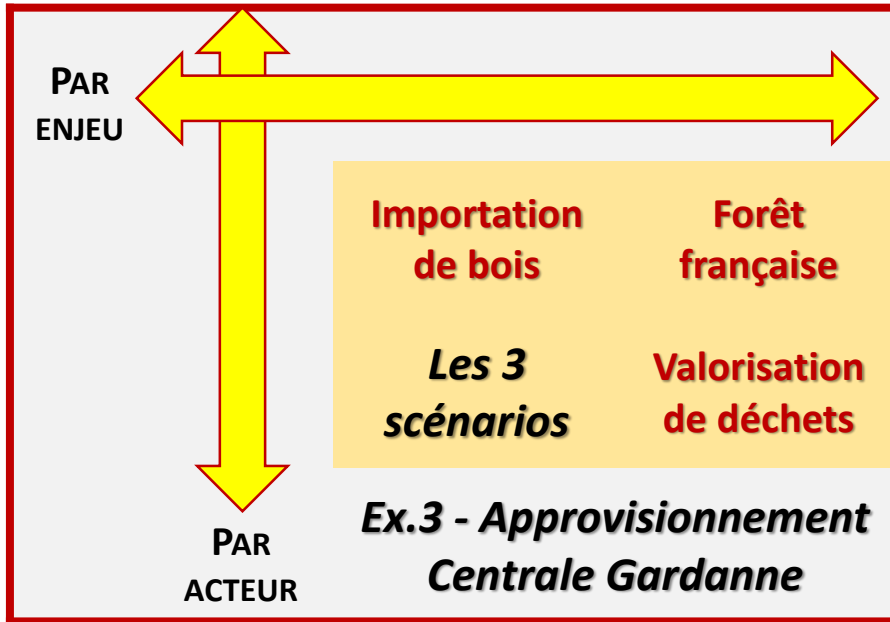 PAR
ENJEU
Importation
de bois
Forêt
française
Les 3
scénarios
Valorisation
de déchets
PAR
ACTEUR
Ex.3 - Approvisionnement
Centrale Gardanne